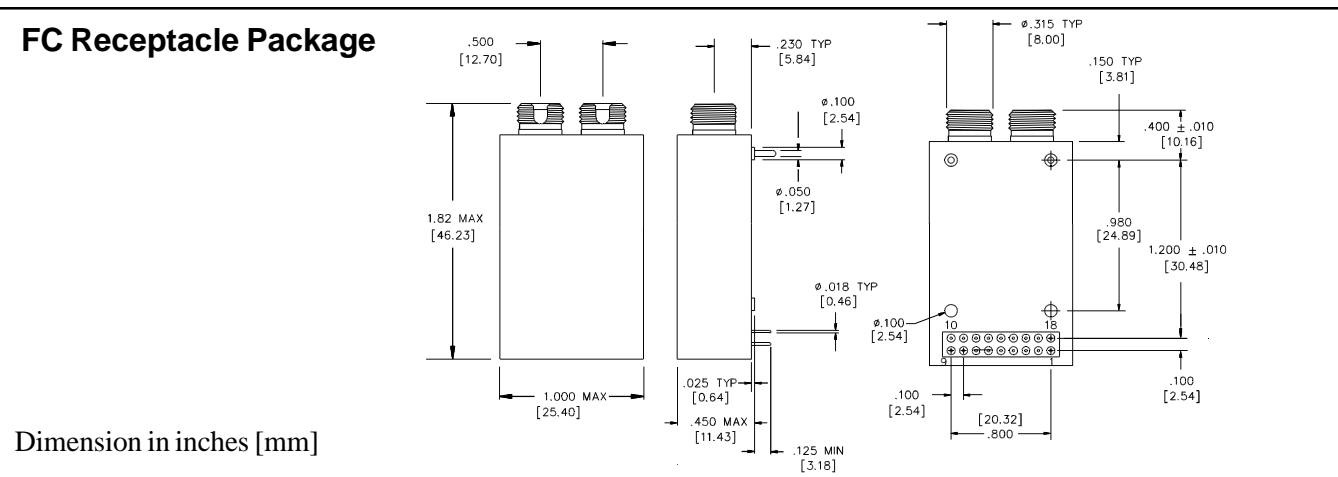 FC Receptacle Package
.500
[12.70]
.230 TYP
[5.84]
ø.315 TYP
[8.00]
.150 TYP
[3.81]
ø.100
[2.54]
.400 ± .010
[10.16]
ø.050
[1.27]
1.82 MAX
[46.23]
.980
[24.89]
1.200 ± .010
[30.48]
ø.018 TYP
[0.46]
ø.100
[2.54]
10
18
9
1
.025 TYP
[0.64]
1.000 MAX
[25.40]
.100
[2.54]
.100
[2.54]
.450 MAX
[11.43]
[20.32]
.800
.125 MIN
[3.18]
Dimension in inches [mm]